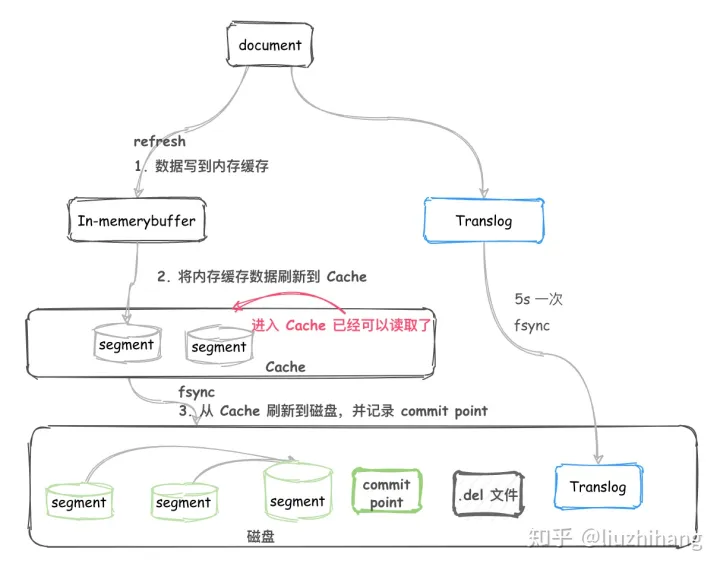 document
refresh
1. 数据写到内存缓存
In-memerybuffer
Translog
2. 将内存缓存数据刷新到 Cache
5s 一次
fsync
进入 Cache 已经可以读取了
segment
segment
Cache
fsync
3. 从 Cache 刷新到磁盘，并记录 commit point
segment
segment
segment
commit
point
.del 文件
Translog
磁盘
知乎 @liuzhihang